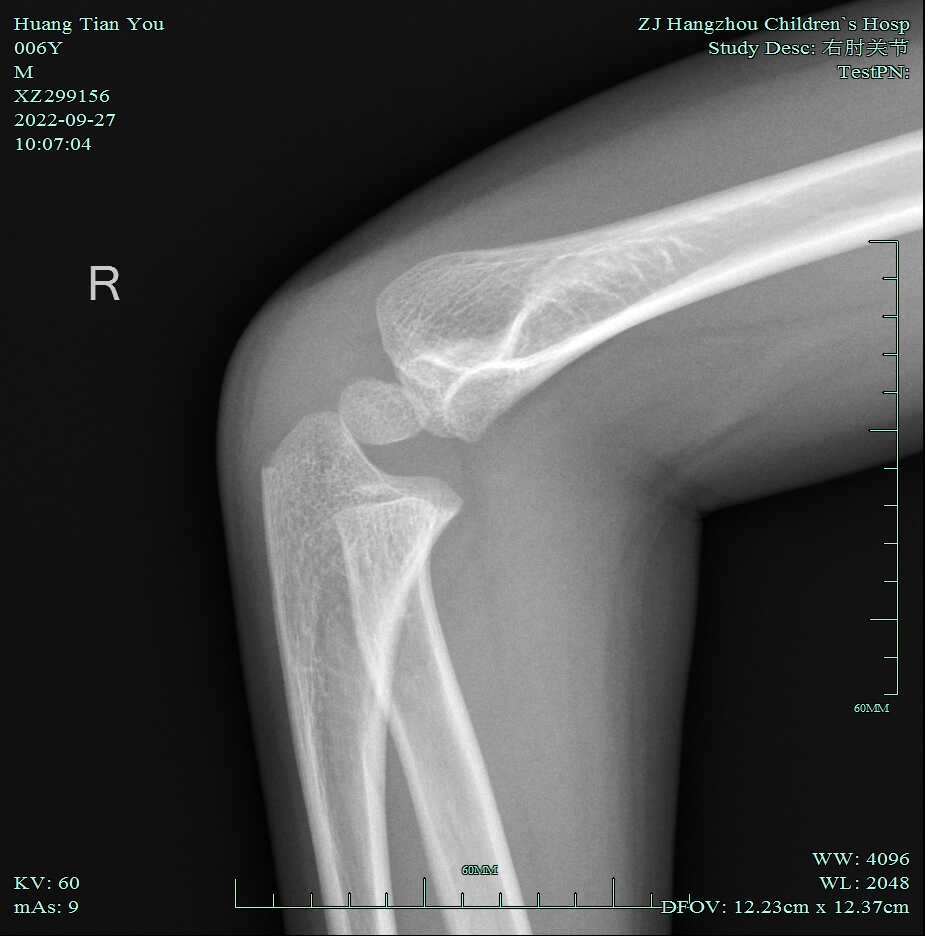 Huang Tian You
006Y
M
XZ299156
2022-09-27
10:07:04
ZJ Hangzhou Children`s Hosp
Study Desc: 右肘关节
TestPN:
R
60MM
60MM
KV: 60
mAs: 9
WW: 4096
WL: 2048
DFOV: 12.23cm x 12.37cm